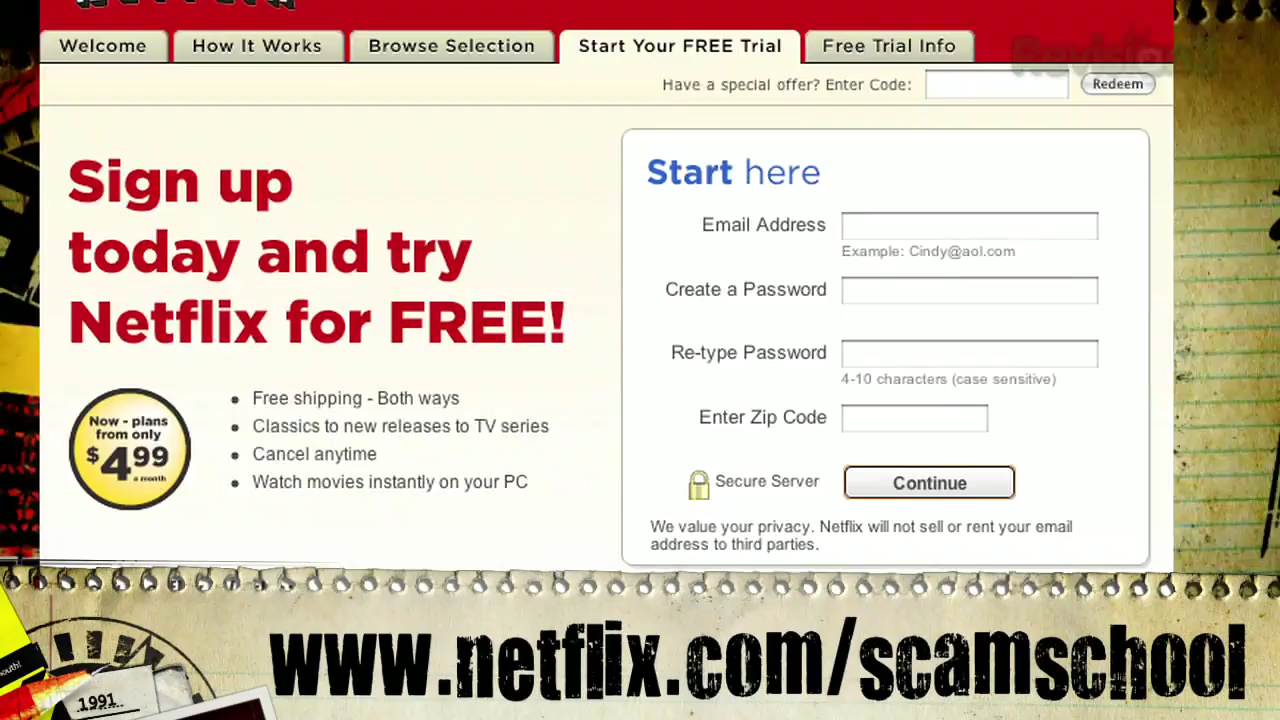 Welcome
How It Works
Browse Selection
Start Your FREE Trial
Free Trial Info
Have a special offer? Enter Code:
Redeem
Sign up
today and try
Netflix for FREE!
Now - plans
from only
$4.99
a month
Free shipping - Both ways
Classics to new releases to TV series
Cancel anytime
Watch movies instantly on your PC
Start here
Email Address
Example: Cindy@aol.com
Create a Password
Re-type Password
4-10 characters (case sensitive)
Enter Zip Code
Secure Server
Continue
We value your privacy. Netflix will not sell or rent your email
address to third parties.
www.netflix.com/scamschool
1991